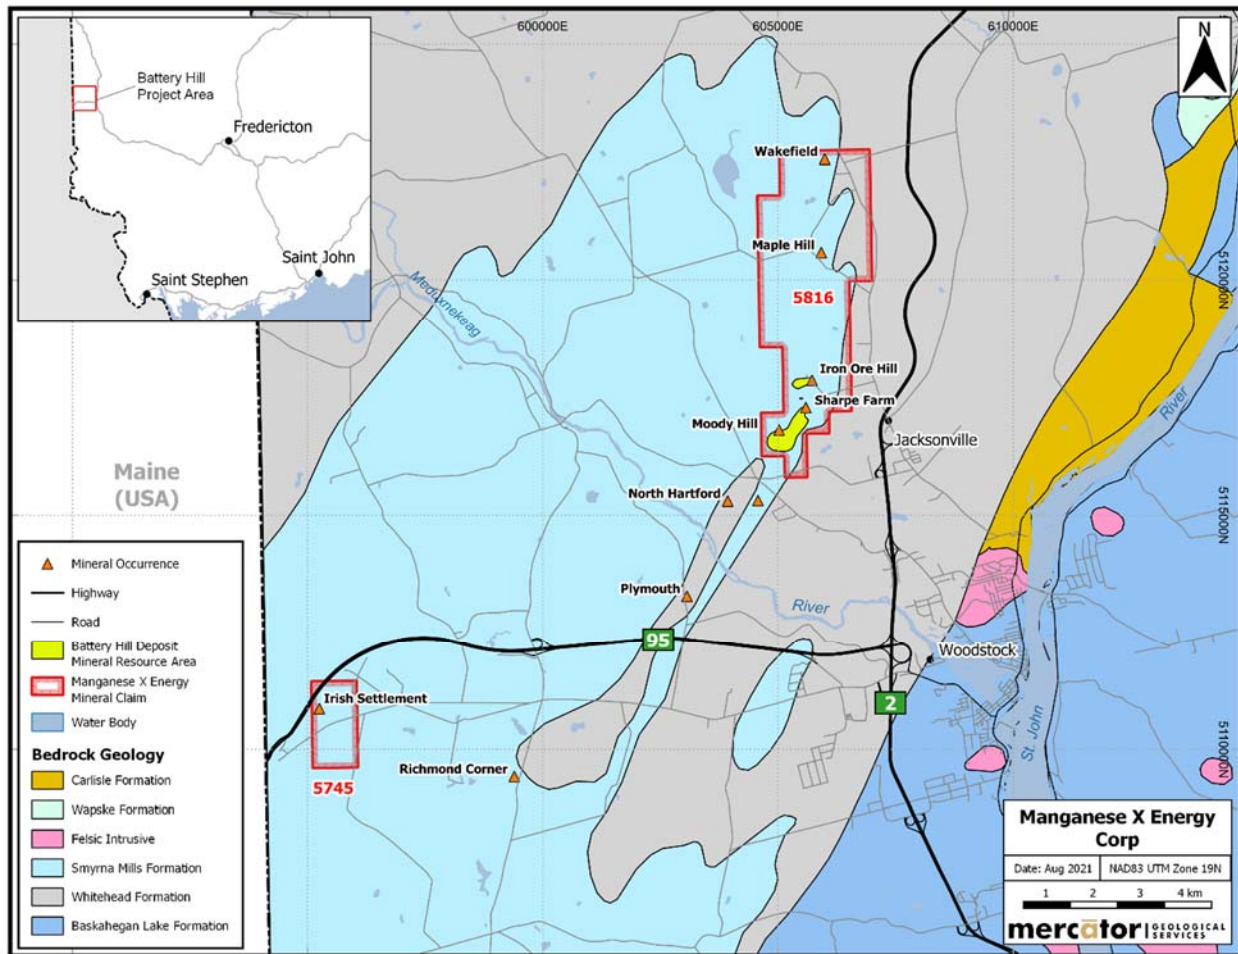 600000E
605000E
610000E
N
Battery Hill
Project Area
Fredericton
Saint John
Saint Stephen
Wakefield
Maple Hill
5120000N
5816
Meduxnekeag
Iron Ore Hill
Sharpe Farm
Moody Hill
River
Jacksonville
Maine
(USA)
North Hartford
5115000N
Plymouth
River
95
Woodstock
2
Irish Settlement
St. John
5110000N
Richmond Corner
5745
Mineral Occurrence
Highway
Road
Battery Hill Deposit
Mineral Resource Area
Manganese X Energy
Mineral Claim
Water Body
Bedrock Geology
Carlisle Formation
Wapske Formation
Felsic Intrusive
Smyrna Mills Formation
Whitehead Formation
Baskahegan Lake Formation
Manganese X Energy
Corp
Date: Aug 2021
NAD83 UTM Zone 19N
1 2 3 4 km
mercātor GEOLOGICAL
SERVICES